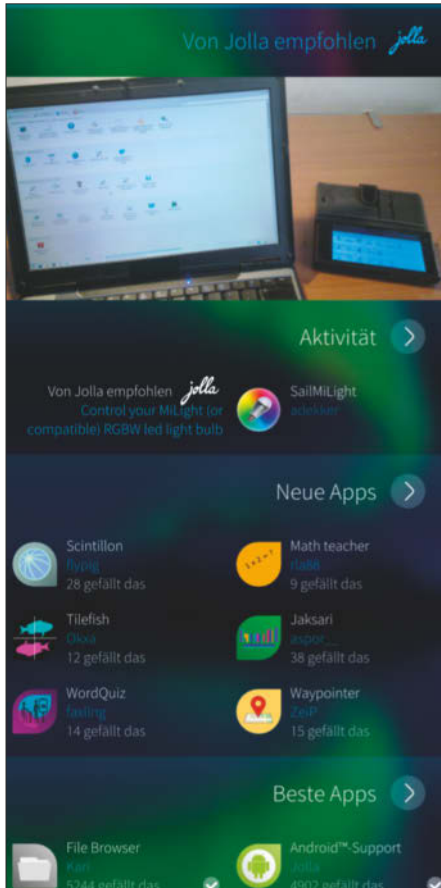 Von Jolla empfohlen jolla
Aktivität
Von Jolla empfohlen jolla
Control your MiLight (or
compatible) RGBW led light bulb
SailMiLight
adekker
Neue Apps
Scintillon
flypig
28 gefällt das
Math teacher
rla88
9 gefällt das
Tilefish
Okxa
12 gefällt das
Jaksari
aspor_
38 gefällt das
WordQuiz
faxling
14 gefällt das
Waypointer
ZeiP
15 gefällt das
Beste Apps
File Browser
Kari
5244 gefällt das
Android™-Support
Jolla
4902 gefällt das